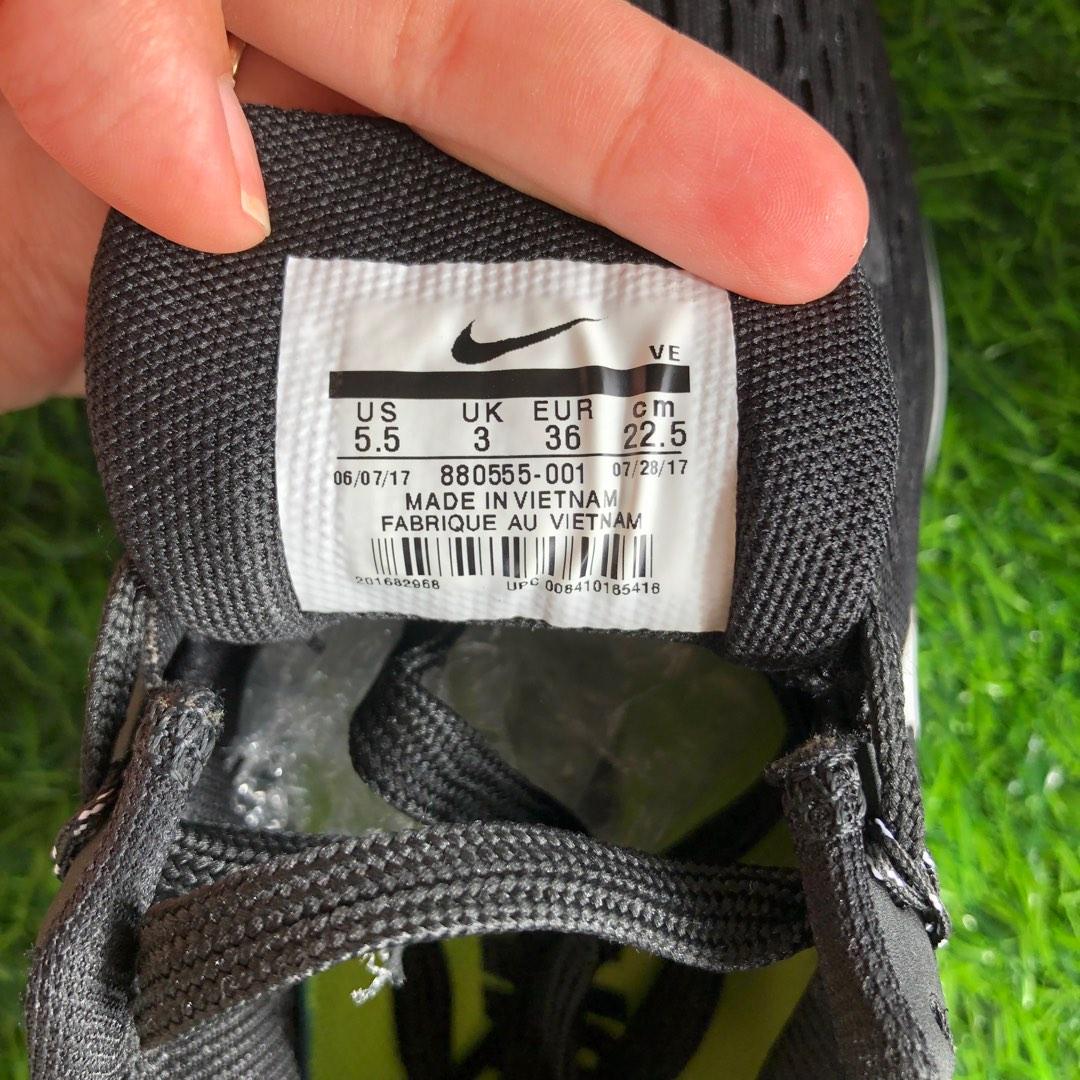 VE
US UK EUR cm
5.5 3 36 22.5
06/07/17 880555-001 07/28/17
MADE IN VIETNAM
FABRIQUE AU VIETNAM
201682968 UPC 008410185416